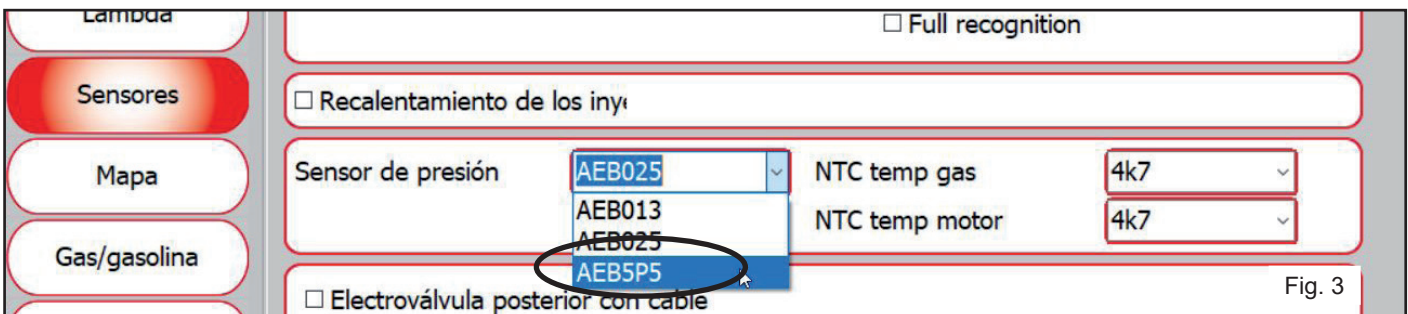 Lambda
Full recognition
Sensores
Recalentamiento de los iny
Mapa
Sensor de presión
AEB025
NTC temp gas
4k7
AEB013
NTC temp motor
4k7
AEB025
Gas/gasolina
AEB5P5
Electroválvula posterior con cable
Fig. 3